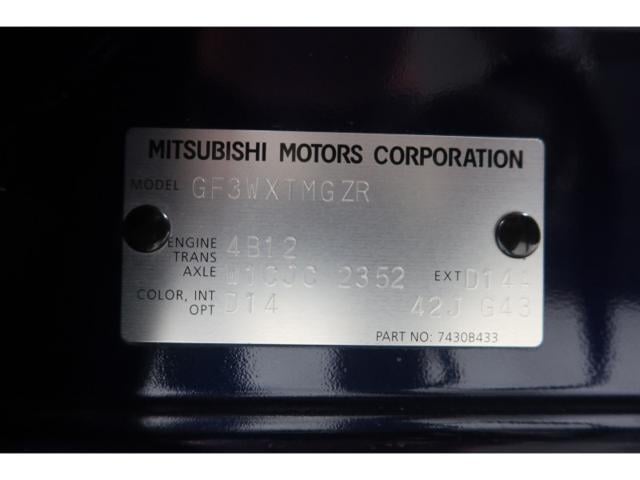 MITSUBISHI MOTORS CORPORATION
MODEL GF3WXTMGZR
ENGINE 4B12
TRANS
AXLE W1CJC 2352 EXT
COLOR, INT D14 42J G43
OPT
PART NO: 7430B433